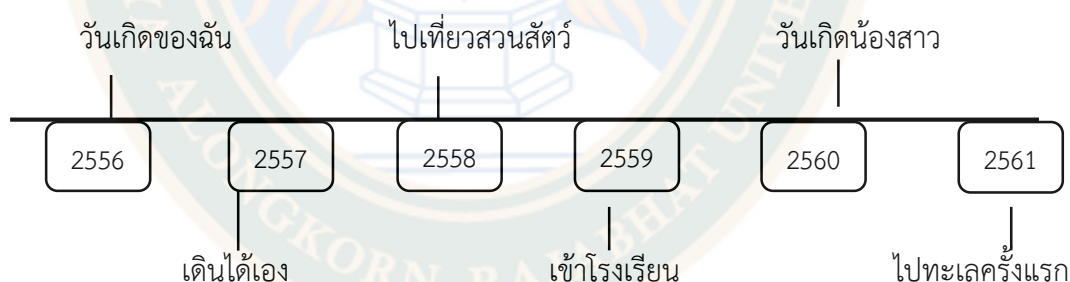 วันเกิดของฉัน ไปเที่ยวสวนสัตว์ วันเกิดน้องสาว
2556 2557 2558 2559 2560 2561
เดินได้เอง เข้าโรงเรียน ไปทะเลครั้งแรก
ALONGKORN RAJABHAT